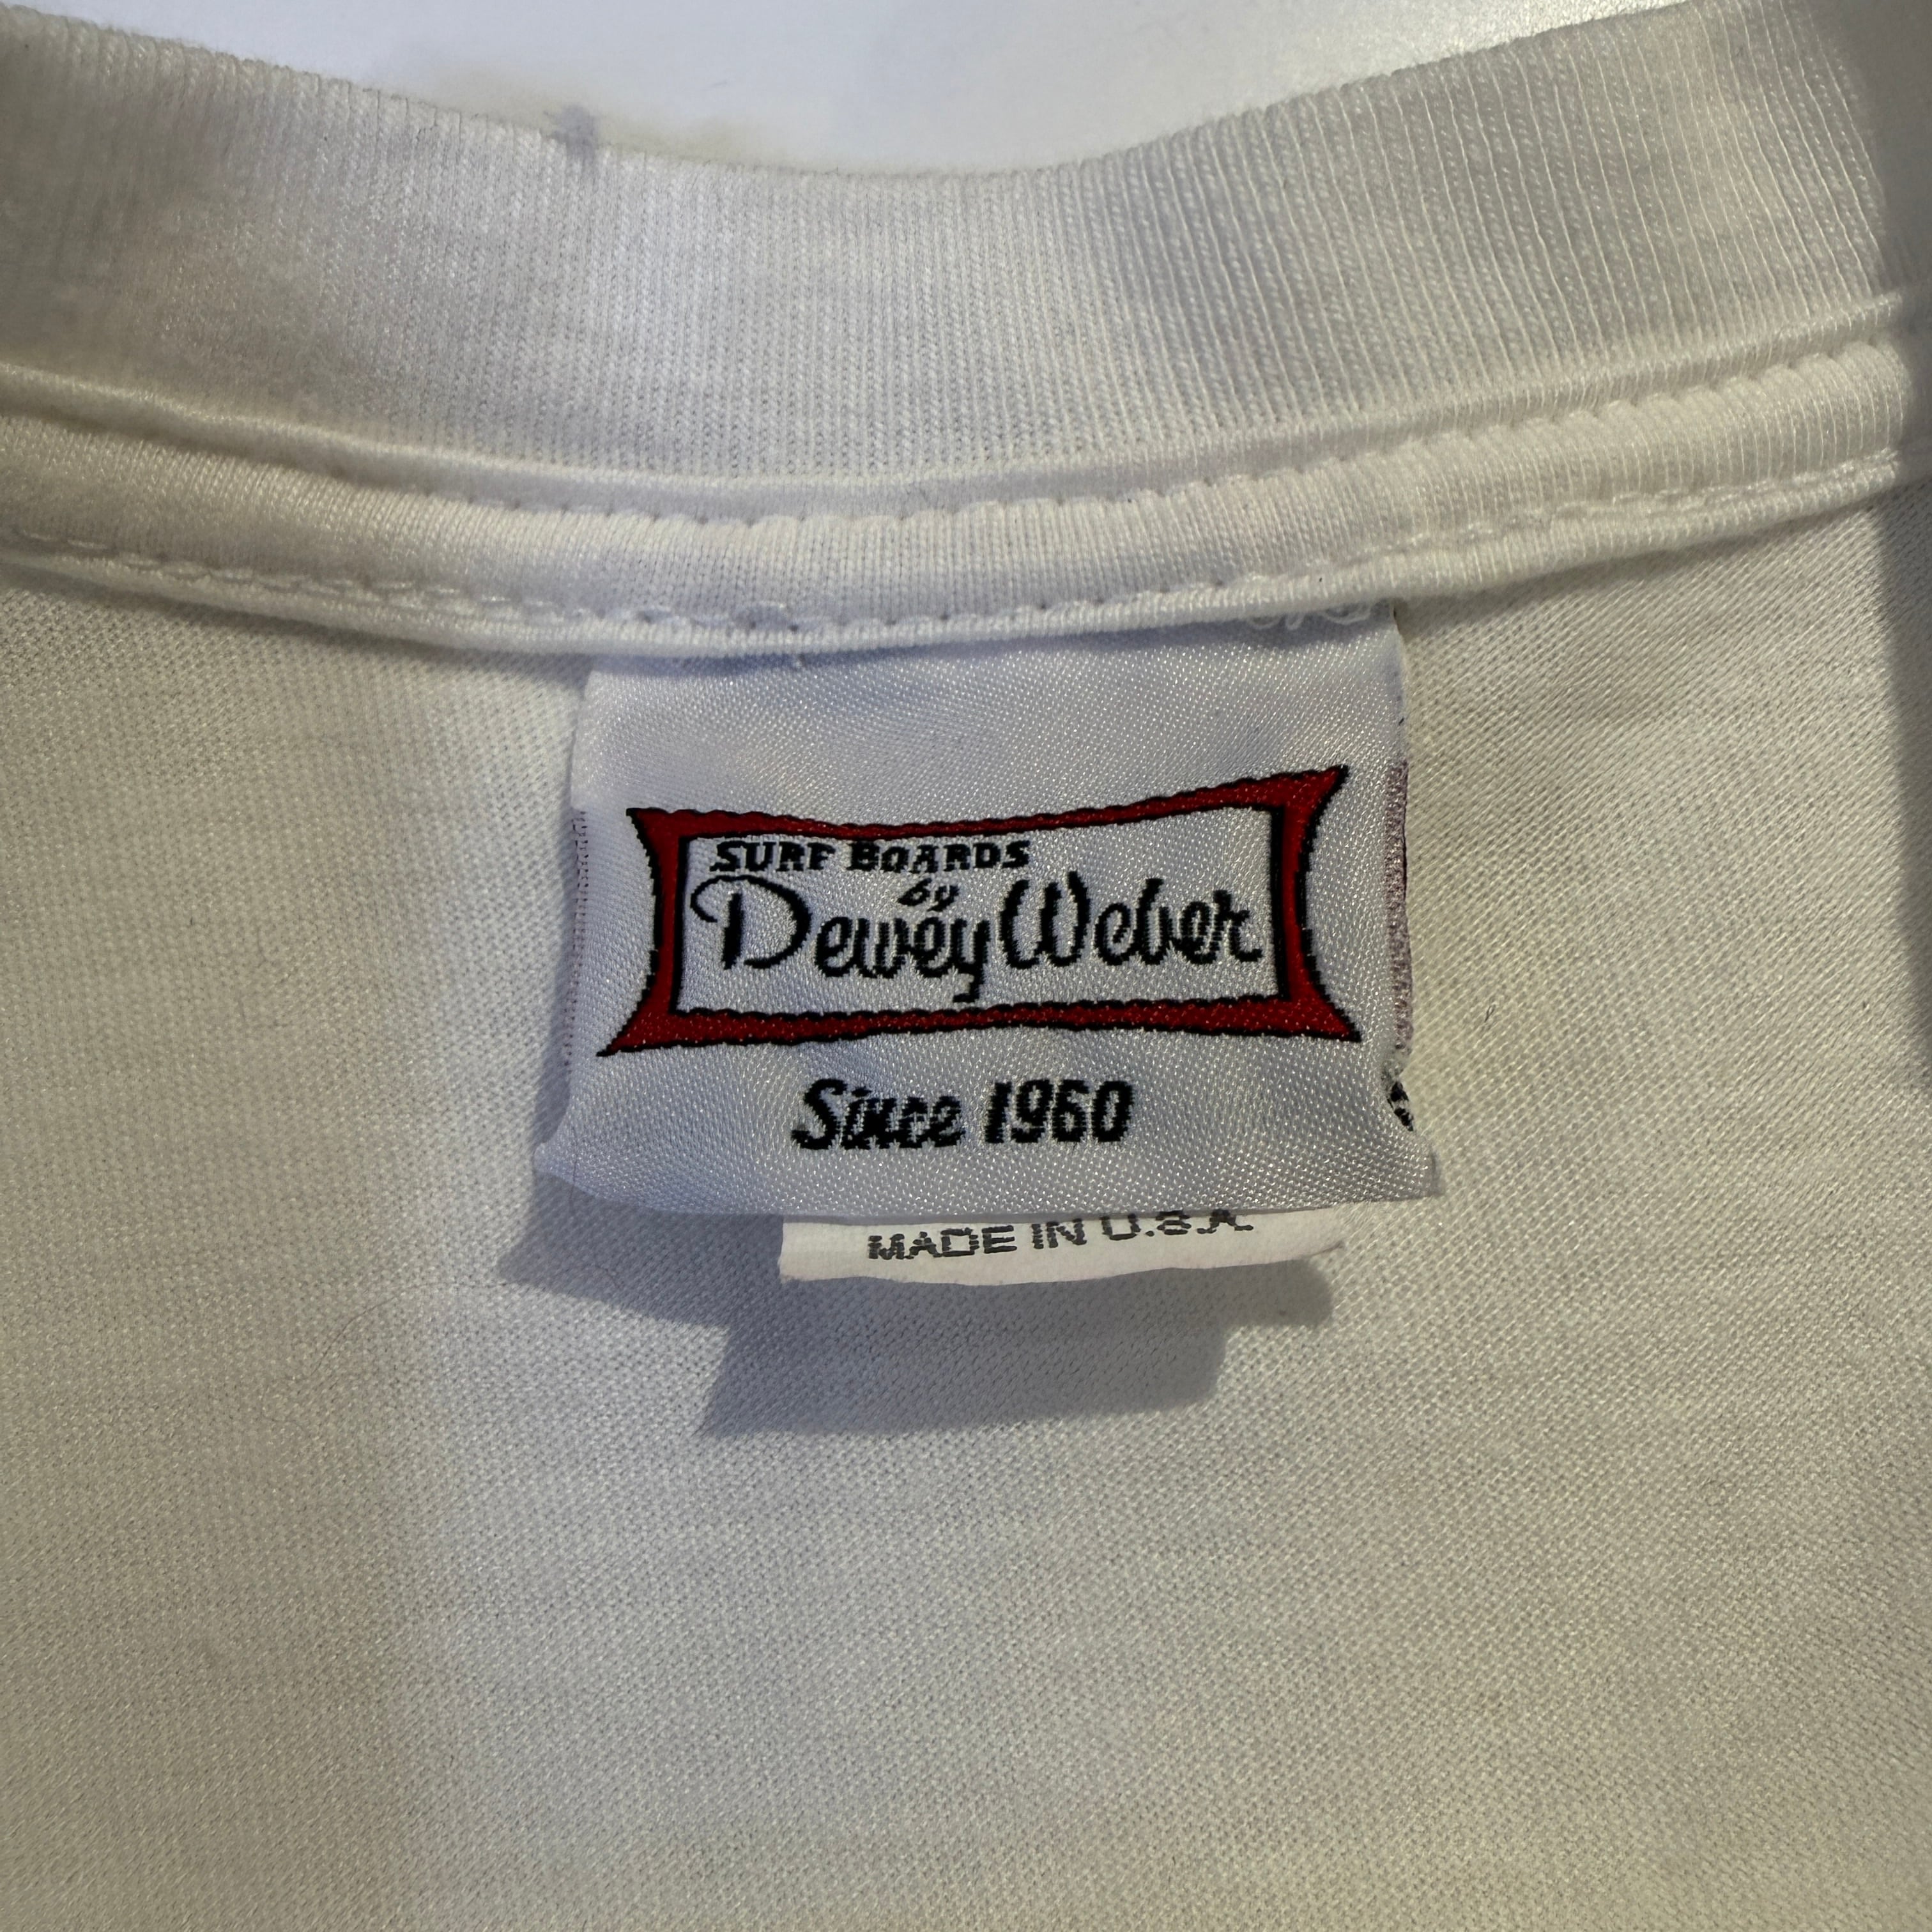 SURF BOARDS
by
Dewey Weber
Since 1960
MADE IN U.S.A.